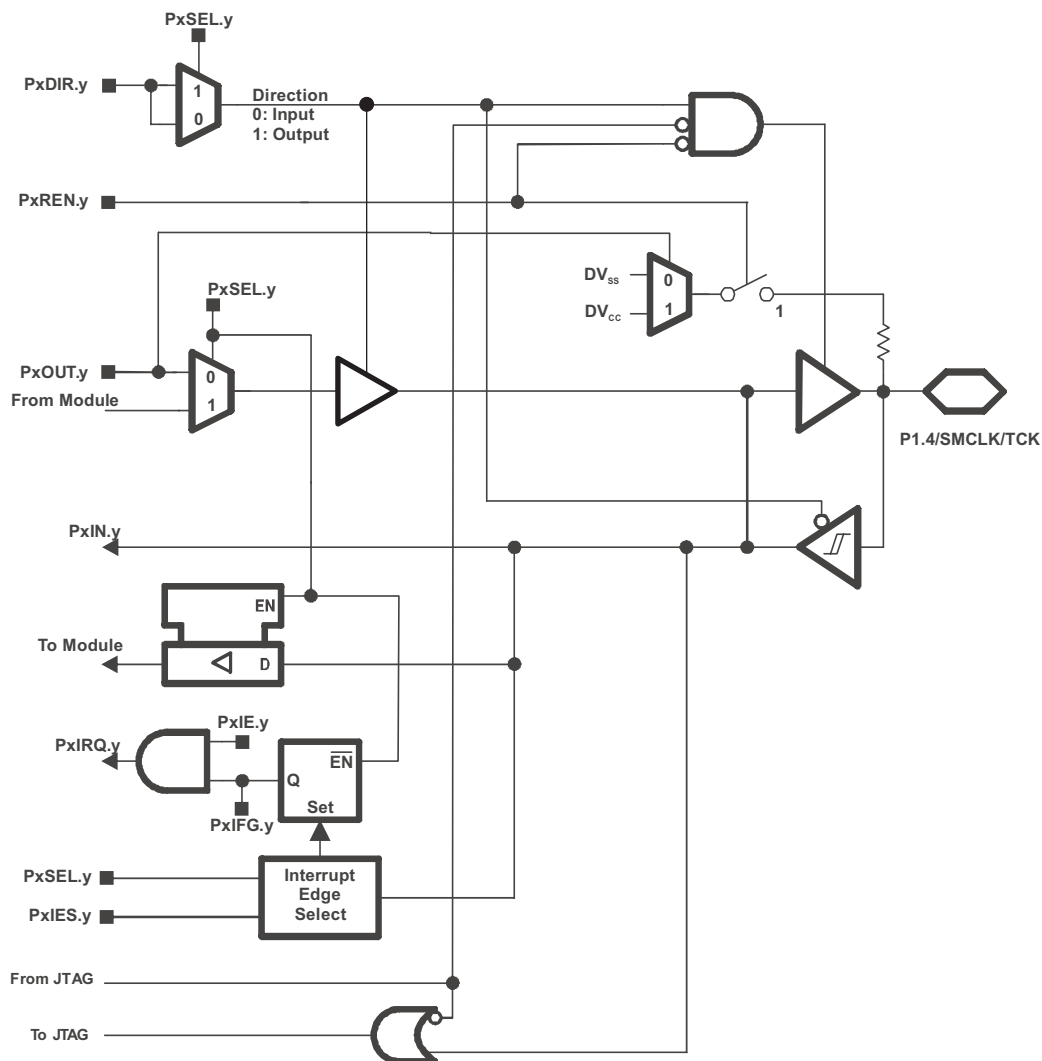 PxSEL.y
PxDIR.y
1
0
Direction
0: Input
1: Output
PxREN.y
DVss
0
DVcc
1
1
PxSEL.y
PxOUT.y
0
From Module
1
P1.4/SMCLK/TCK
PxIN.y
EN
To Module
D
PxIE.y
PxIRQ.y
EN
Q
Set
PxIFG.y
PxSEL.y
Interrupt
Edge
Select
PxIES.y
From JTAG
To JTAG